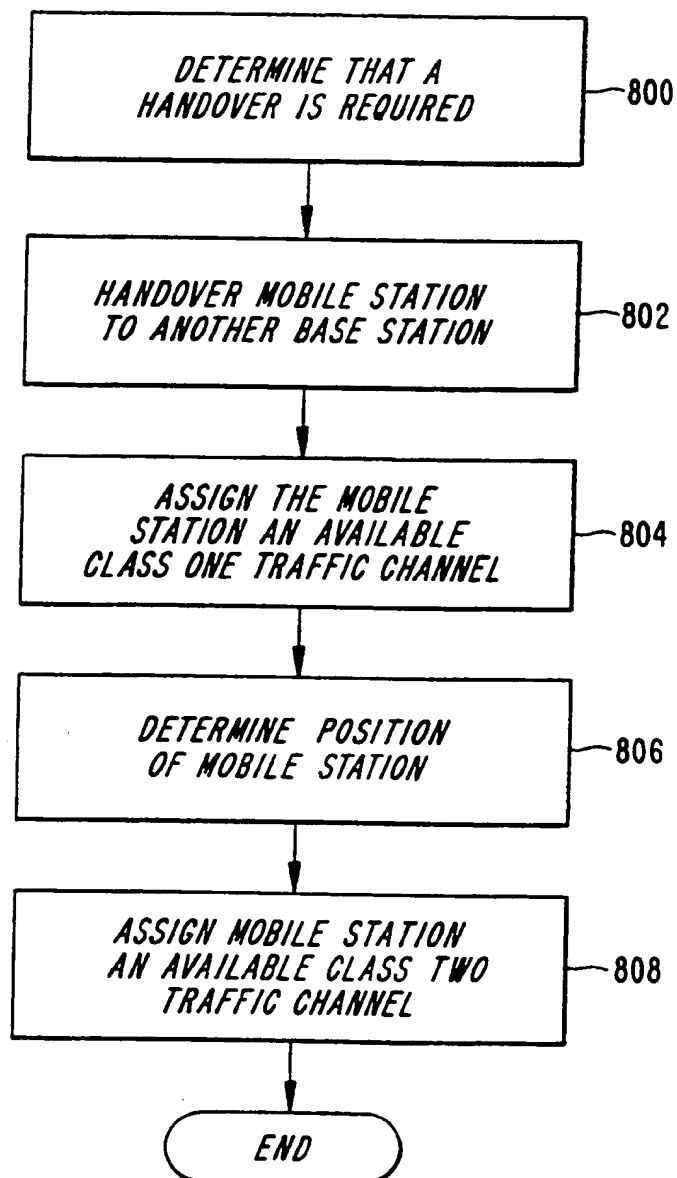 DETERMINE THAT A
HANDOVER IS REQUIRED
800
HANDOVER MOBILE STATION
TO ANOTHER BASE STATION
802
ASSIGN THE MOBILE
STATION AN AVAILABLE
CLASS ONE TRAFFIC CHANNEL
804
DETERMINE POSITION
OF MOBILE STATION
806
ASSIGN MOBILE STATION
AN AVAILABLE CLASS TWO
TRAFFIC CHANNEL
808
END